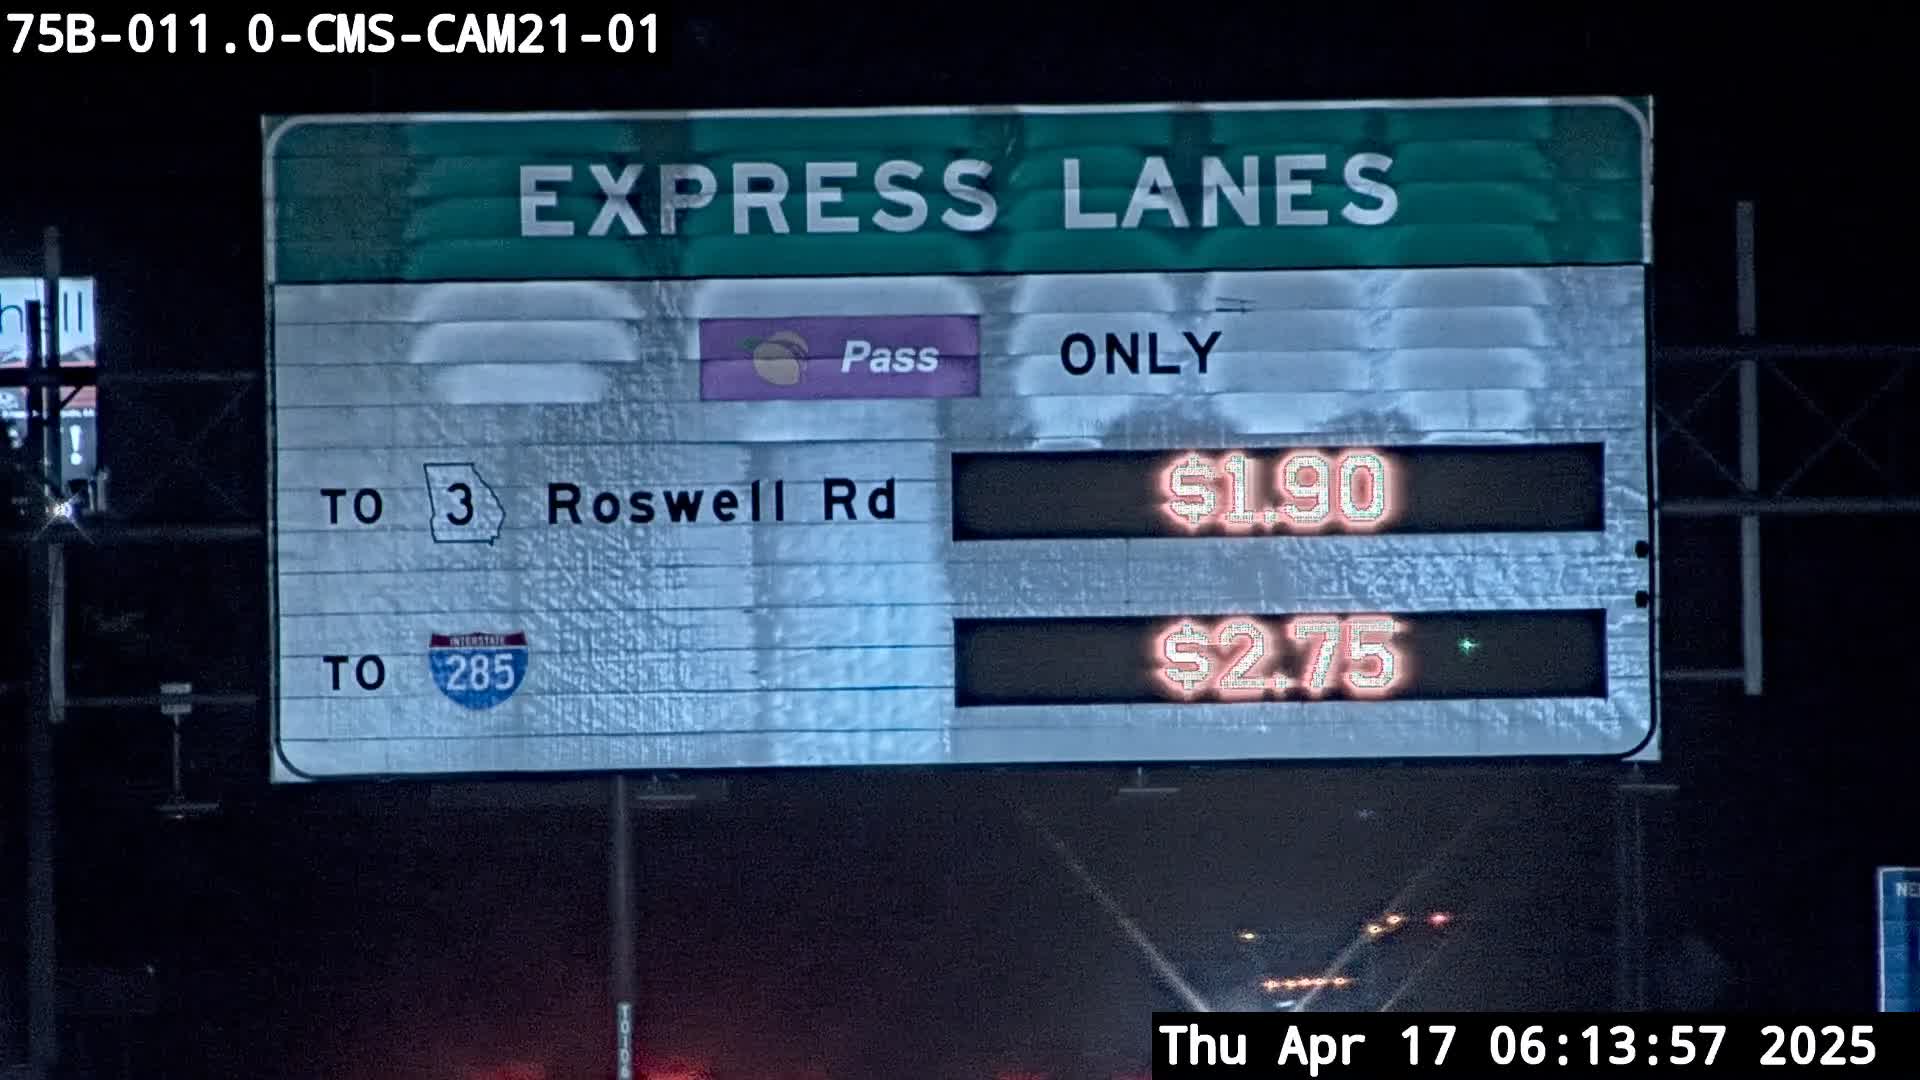 75B-011.0-CMS-CAM21-01
EXPRESS LANES
Pass ONLY
TO 3 Roswell Rd $1.90
INTERSTATE
TO 285 $2.75
Thu Apr 17 06:13:57 2025